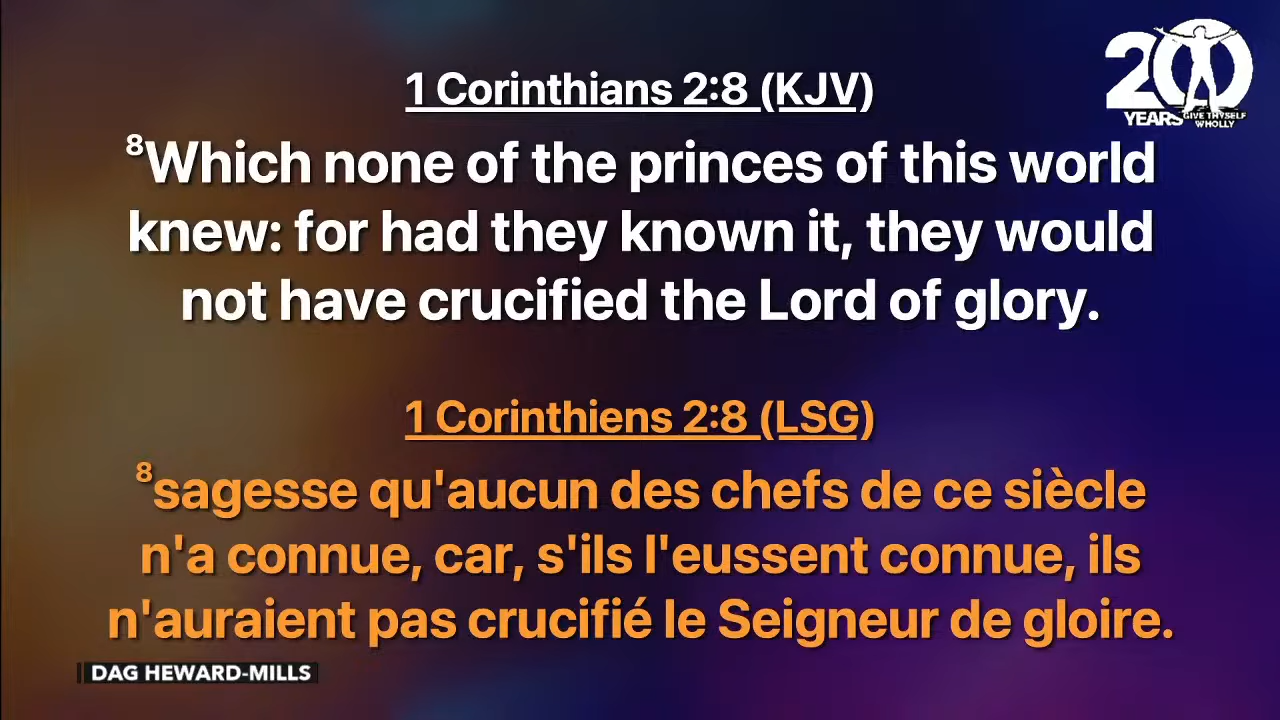 20
YEARS GIVE THYSELF
WHOLLY
1 Corinthians 2:8 (KJV)
⁸Which none of the princes of this world
knew: for had they known it, they would
not have crucified the Lord of glory.
1 Corinthiens 2:8 (LSG)
⁸sagesse qu'aucun des chefs de ce siècle
n'a connue, car, s'ils l'eussent connue, ils
n'auraient pas crucifié le Seigneur de gloire.
DAG HEWARD-MILLS